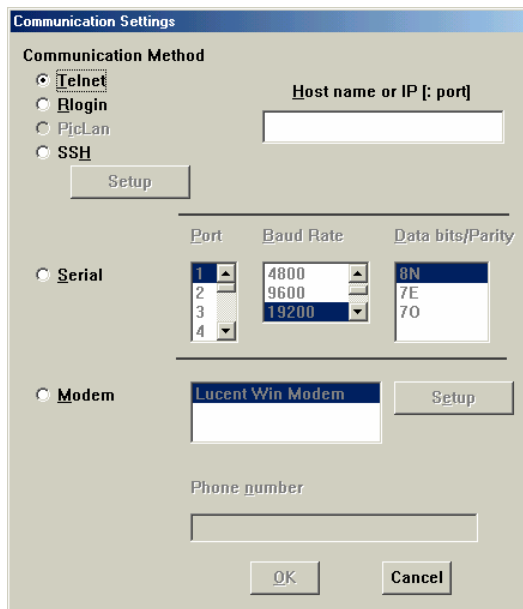 Communication Settings
Communication Method
Telnet
Host name or IP [: port]
Rlogin
PicLan
SSH
Setup
Port Baud Rate Data bits/Parity
Serial
1
2
3
4
4800
9600
19200
8N
7E
7O
Modem
Lucent Win Modem
Setup
Phone number
OK
Cancel